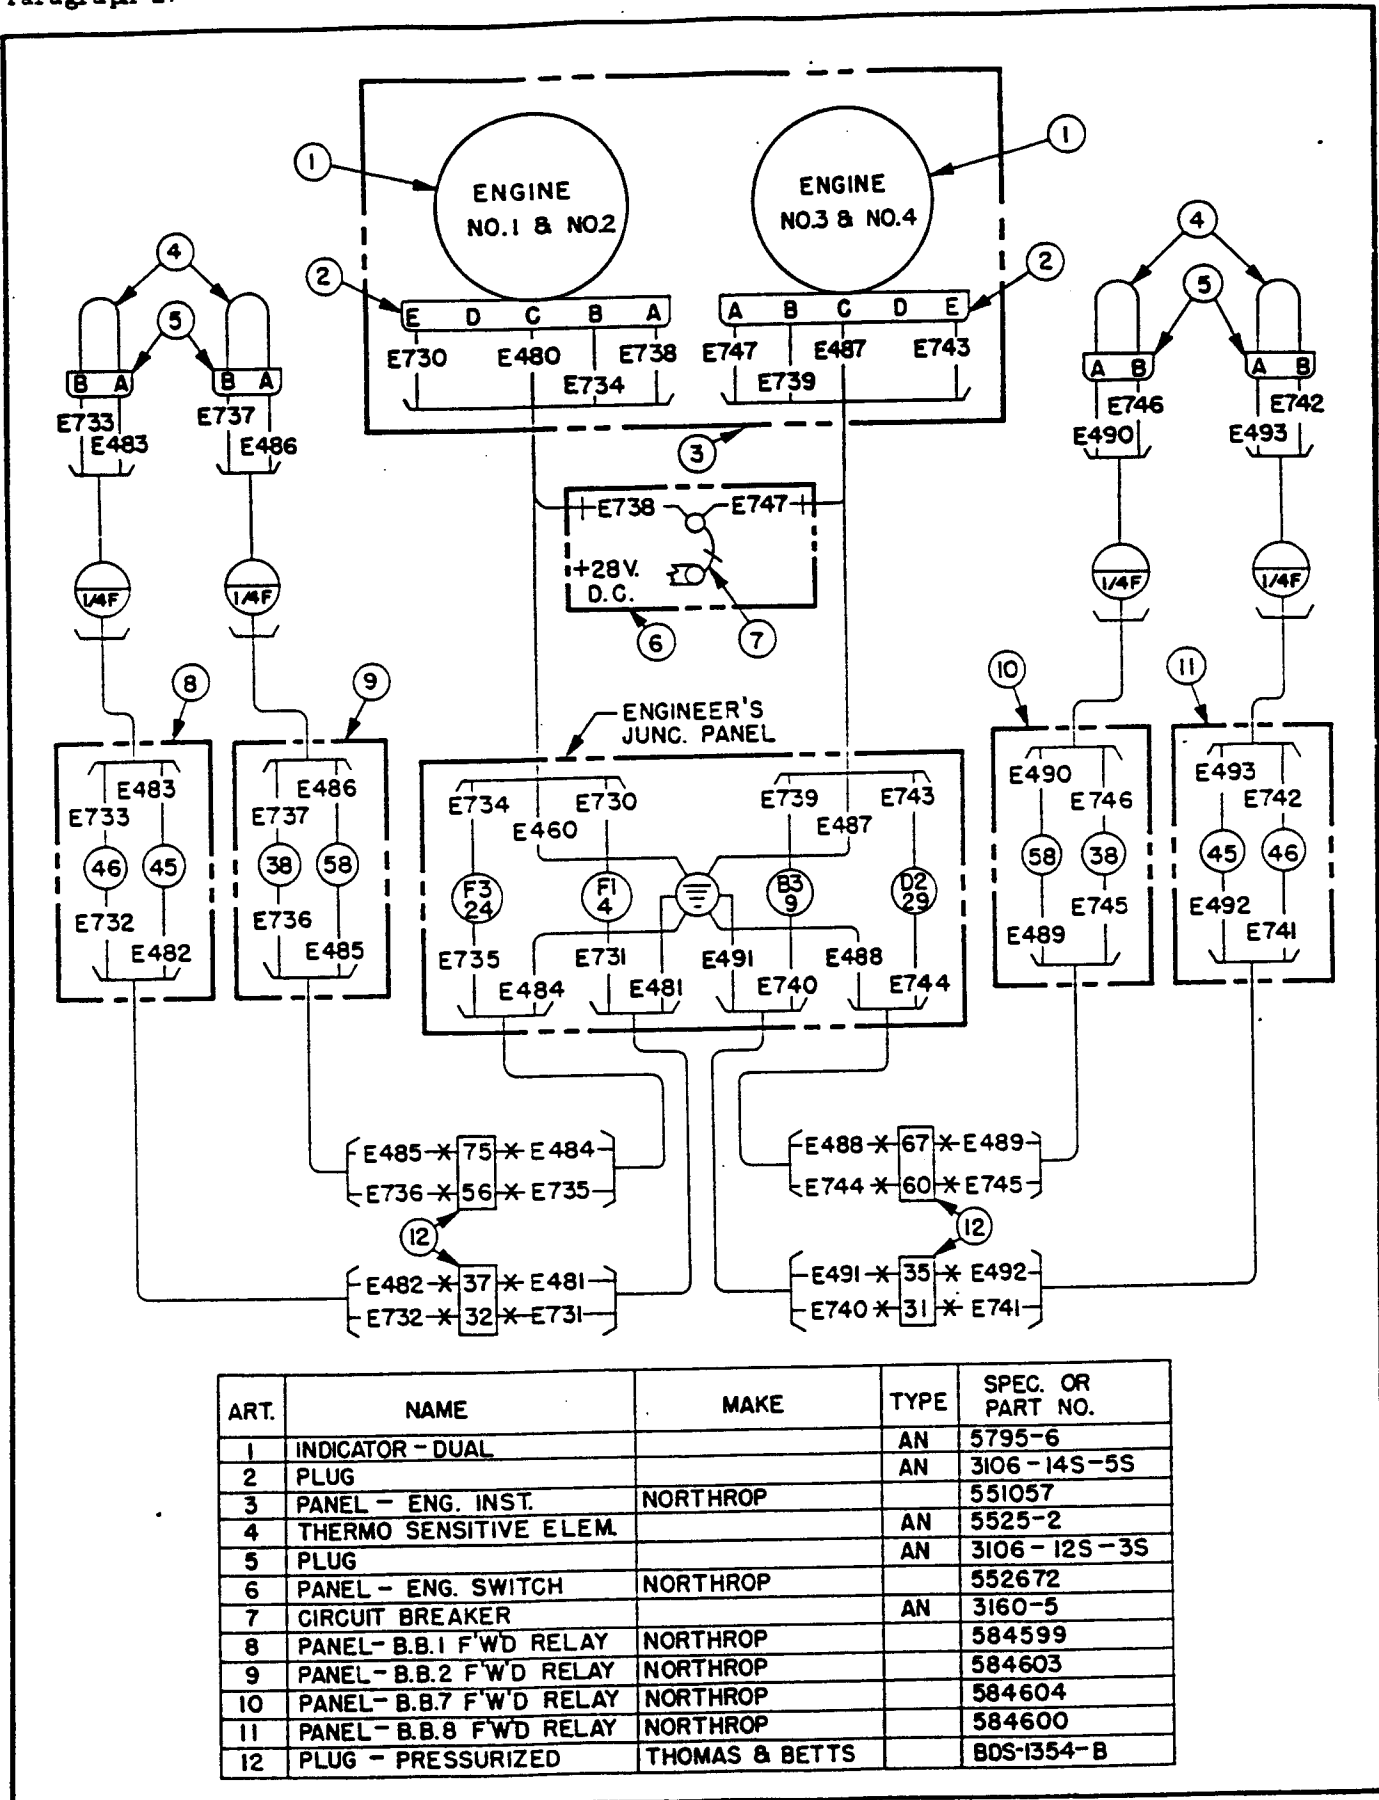 ENGINE
NO.1 & NO.2
ENGINE
NO.3 & NO.4
1
1
2
2
E D C B A
A B C D E
E730 E480 E738
E734
E747 E487 E743
E739
3
4
5
B A
B A
E733
E483
E737
E486
4
5
A B
A B
E746
E490
E742
E493
E738 E747
+28V.
D.C.
6
7
1/4F
1/4F
1/4F
1/4F
8
9
10
11
ENGINEER'S
JUNC. PANEL
E483
E733
46 45
E732
E482
E486
E737
38 58
E736
E485
E734 E730 E739 E743
E460 E487
F3
24
F1
4
B3
9
D2
29
E735 E731 E491 E488
E484 E481 E740 E744
E490
E746
58 38
E745
E489
E493
E742
45 46
E492
E741
E485 75 E484
E736 56 E735
12
E482 37 E481
E732 32 E731
E488 67 E489
E744 60 E745
12
E491 35 E492
E740 31 E741
ART. NAME MAKE TYPE SPEC. OR PART NO.
1 INDICATOR - DUAL AN 5795-6
2 PLUG AN 3106-14S-5S
3 PANEL - ENG. INST. NORTHROP 551057
4 THERMO SENSITIVE ELEM. AN 5525-2
5 PLUG AN 3106-12S-3S
6 PANEL - ENG. SWITCH NORTHROP 552672
7 CIRCUIT BREAKER AN 3160-5
8 PANEL- B.B.1 F'W'D RELAY NORTHROP 584599
9 PANEL- B.B.2 F'W'D RELAY NORTHROP 584603
10 PANEL- B.B.7 F'W'D RELAY NORTHROP 584604
11 PANEL- B.B.8 F'W'D RELAY NORTHROP 584600
12 PLUG - PRESSURIZED THOMAS & BETTS BDS-1354-B